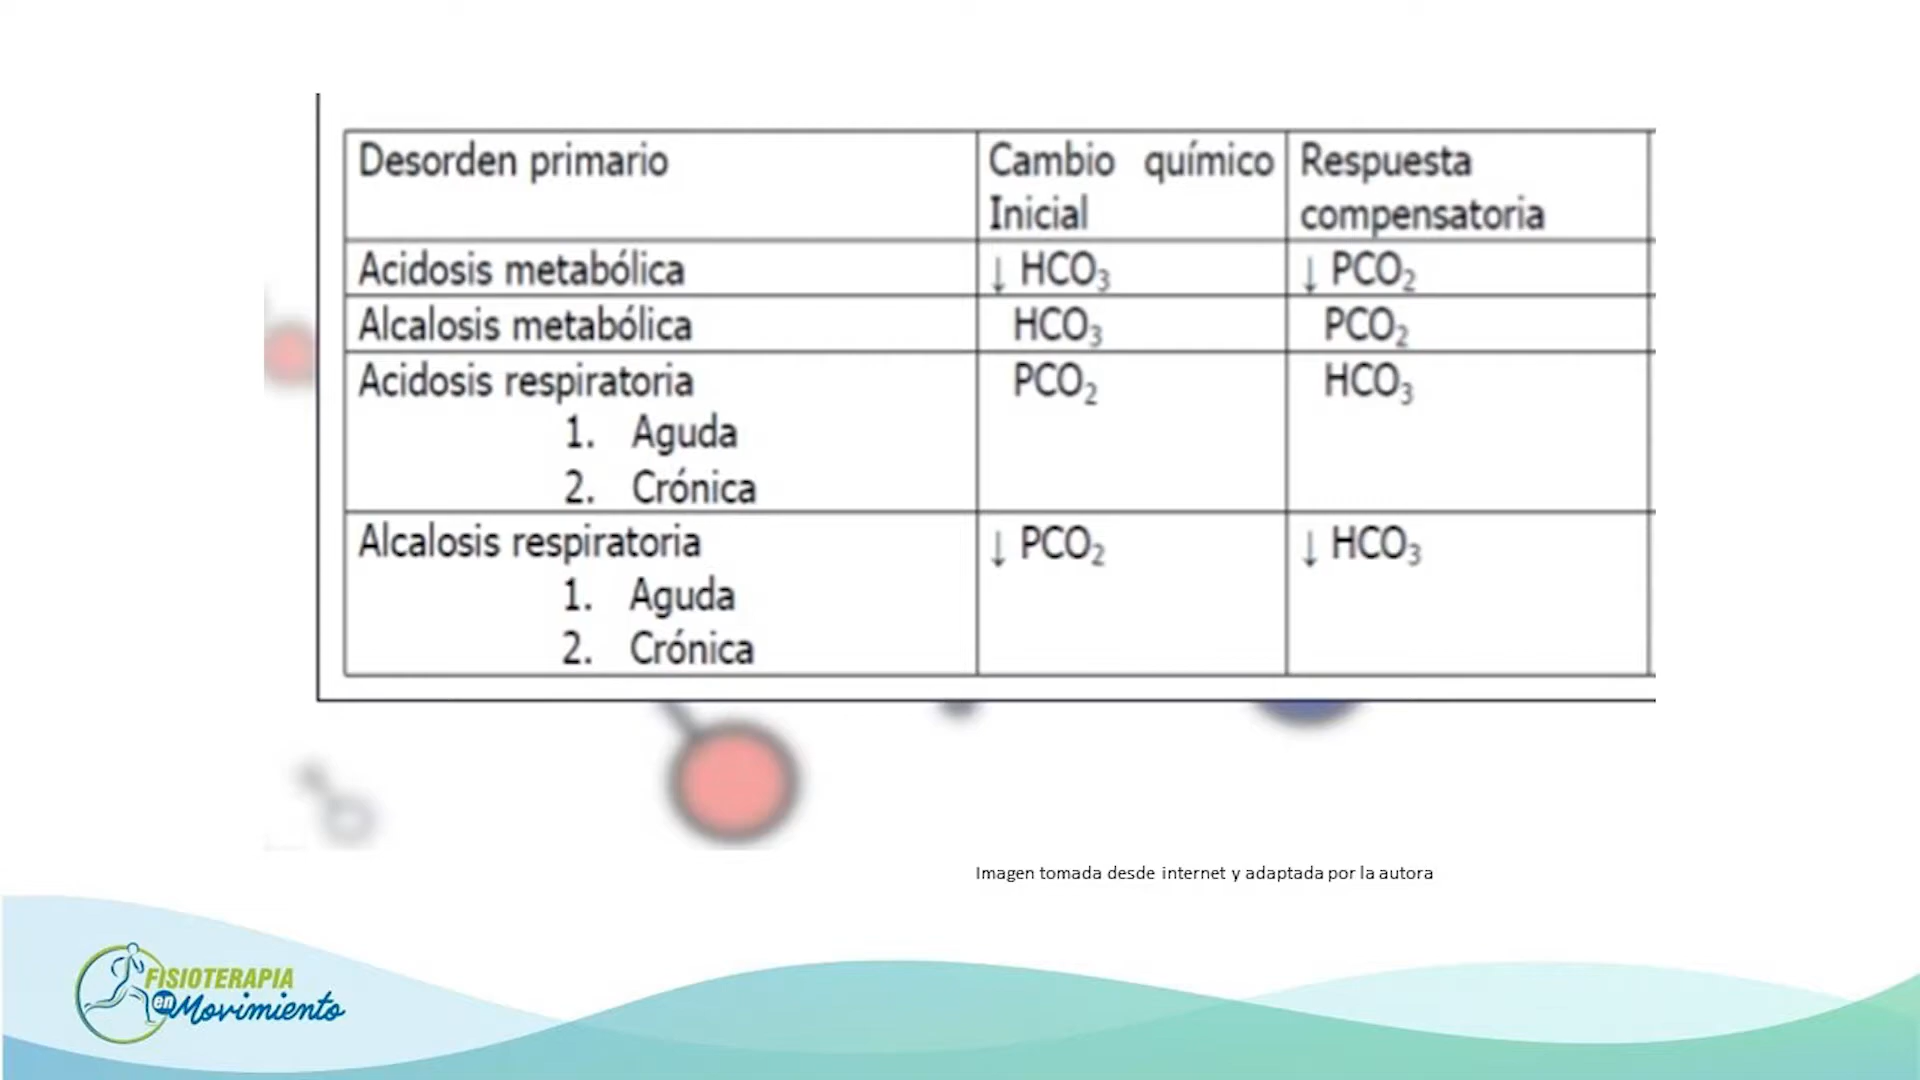 Desorden primario
Cambio químico
Inicial
Respuesta
compensatoria
Acidosis metabólica
↓ HCO₃
↓ PCO₂
Alcalosis metabólica
HCO₃
PCO₂
Acidosis respiratoria
PCO₂
HCO₃
1. Aguda
2. Crónica
Alcalosis respiratoria
↓ PCO₂
↓ HCO₃
1. Aguda
2. Crónica
Imagen tomada desde internet y adaptada por la autora
FISIOTERAPIA
en Movimiento